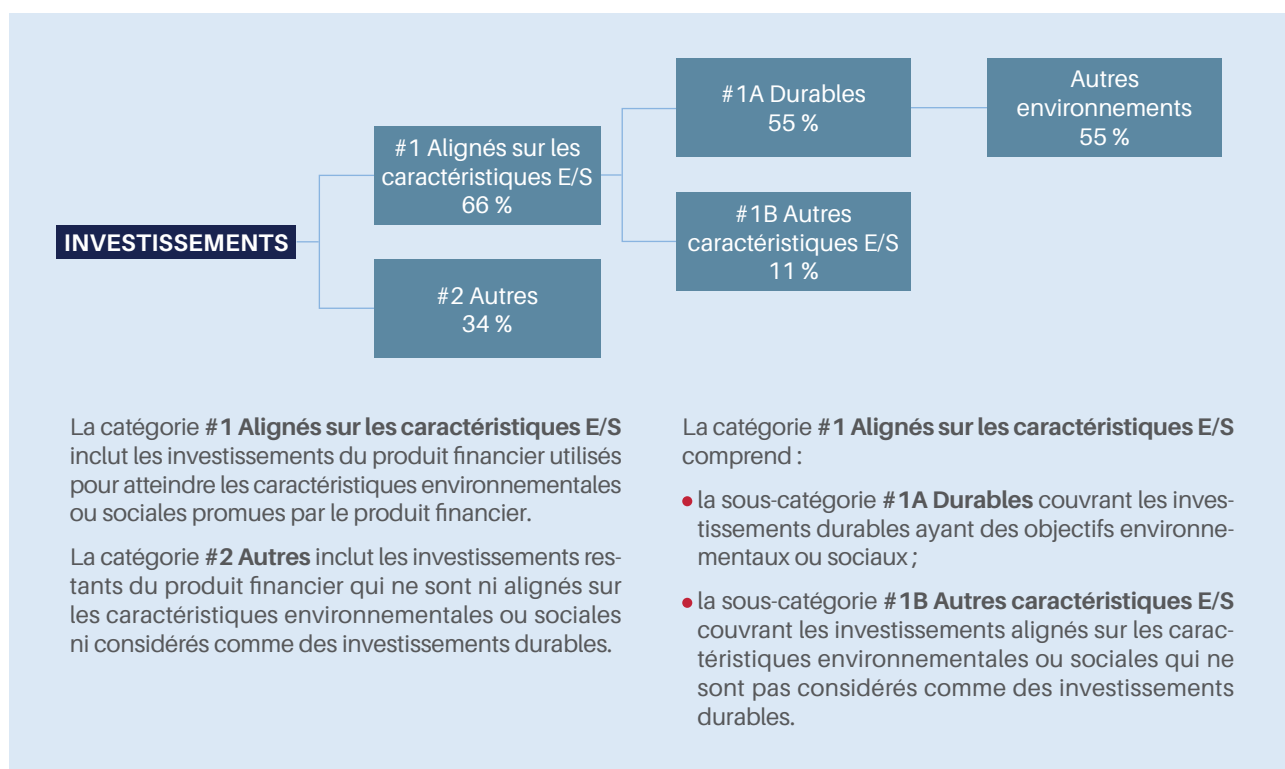 #1A Durables
55 %
Autres
environnements
55 %
#1 Alignés sur les
caractéristiques E/S
66 %
#1B Autres
caractéristiques E/S
11 %
INVESTISSEMENTS
#2 Autres
34 %
La catégorie #1 Alignés sur les caractéristiques E/S
inclut les investissements du produit financier utilisés
pour atteindre les caractéristiques environnementales
ou sociales promues par le produit financier.
La catégorie #2 Autres inclut les investissements res-
tants du produit financier qui ne sont ni alignés sur
les caractéristiques environnementales ou sociales
ni considérés comme des investissements durables.
La catégorie #1 Alignés sur les caractéristiques E/S
comprend :
• la sous-catégorie #1A Durables couvrant les inves-
tissements durables ayant des objectifs environne-
mentaux ou sociaux ;
• la sous-catégorie #1B Autres caractéristiques E/S
couvrant les investissements alignés sur les carac-
téristiques environnementales ou sociales qui ne
sont pas considérés comme des investissements
durables.